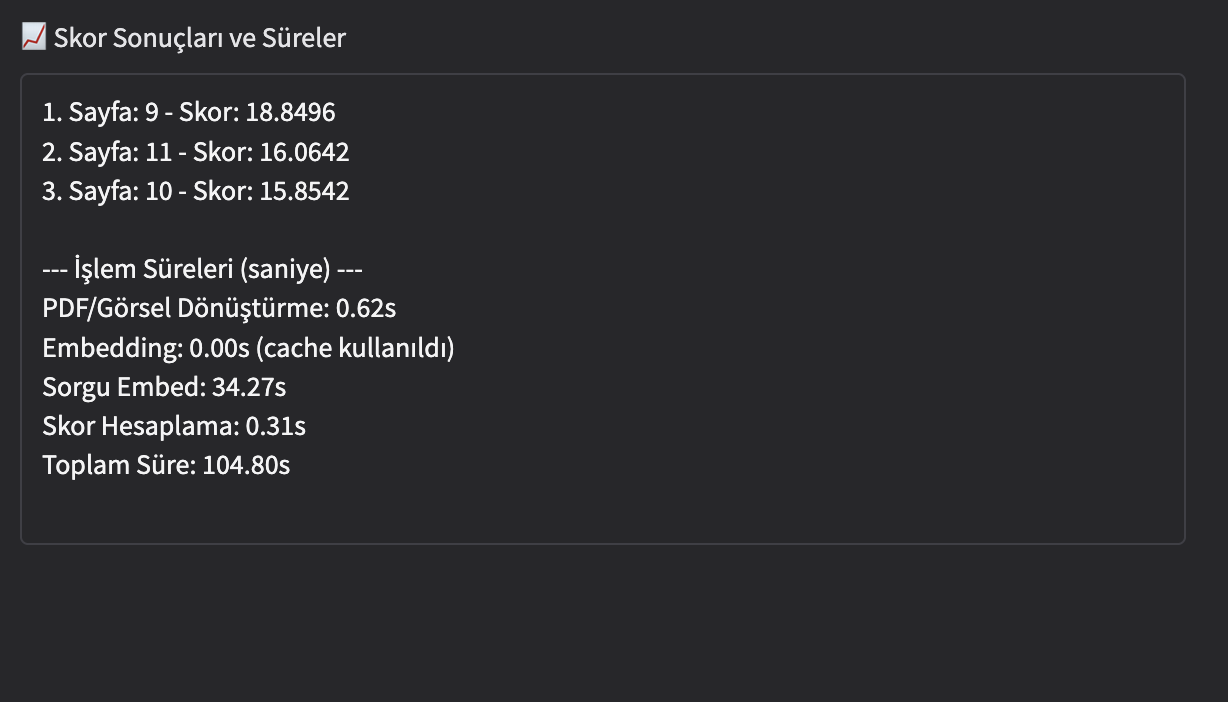 📈 Skor Sonuçları ve Süreler
1. Sayfa: 9 - Skor: 18.8496
2. Sayfa: 11 - Skor: 16.0642
3. Sayfa: 10 - Skor: 15.8542
--- İşlem Süreleri (saniye) ---
PDF/Görsel Dönüştürme: 0.62s
Embedding: 0.00s (cache kullanıldı)
Sorgu Embed: 34.27s
Skor Hesaplama: 0.31s
Toplam Süre: 104.80s